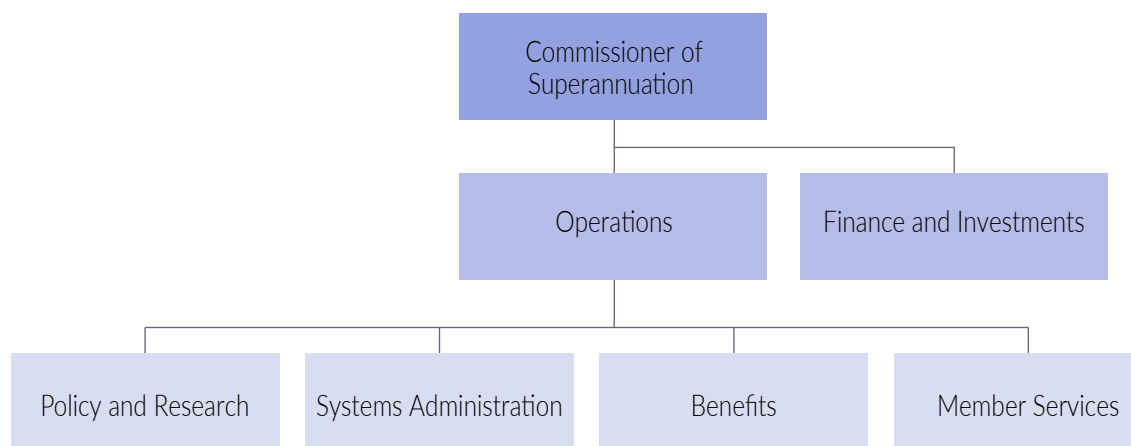 Commissioner of
Superannuation
Operations
Finance and Investments
Policy and Research
Systems Administration
Benefits
Member Services